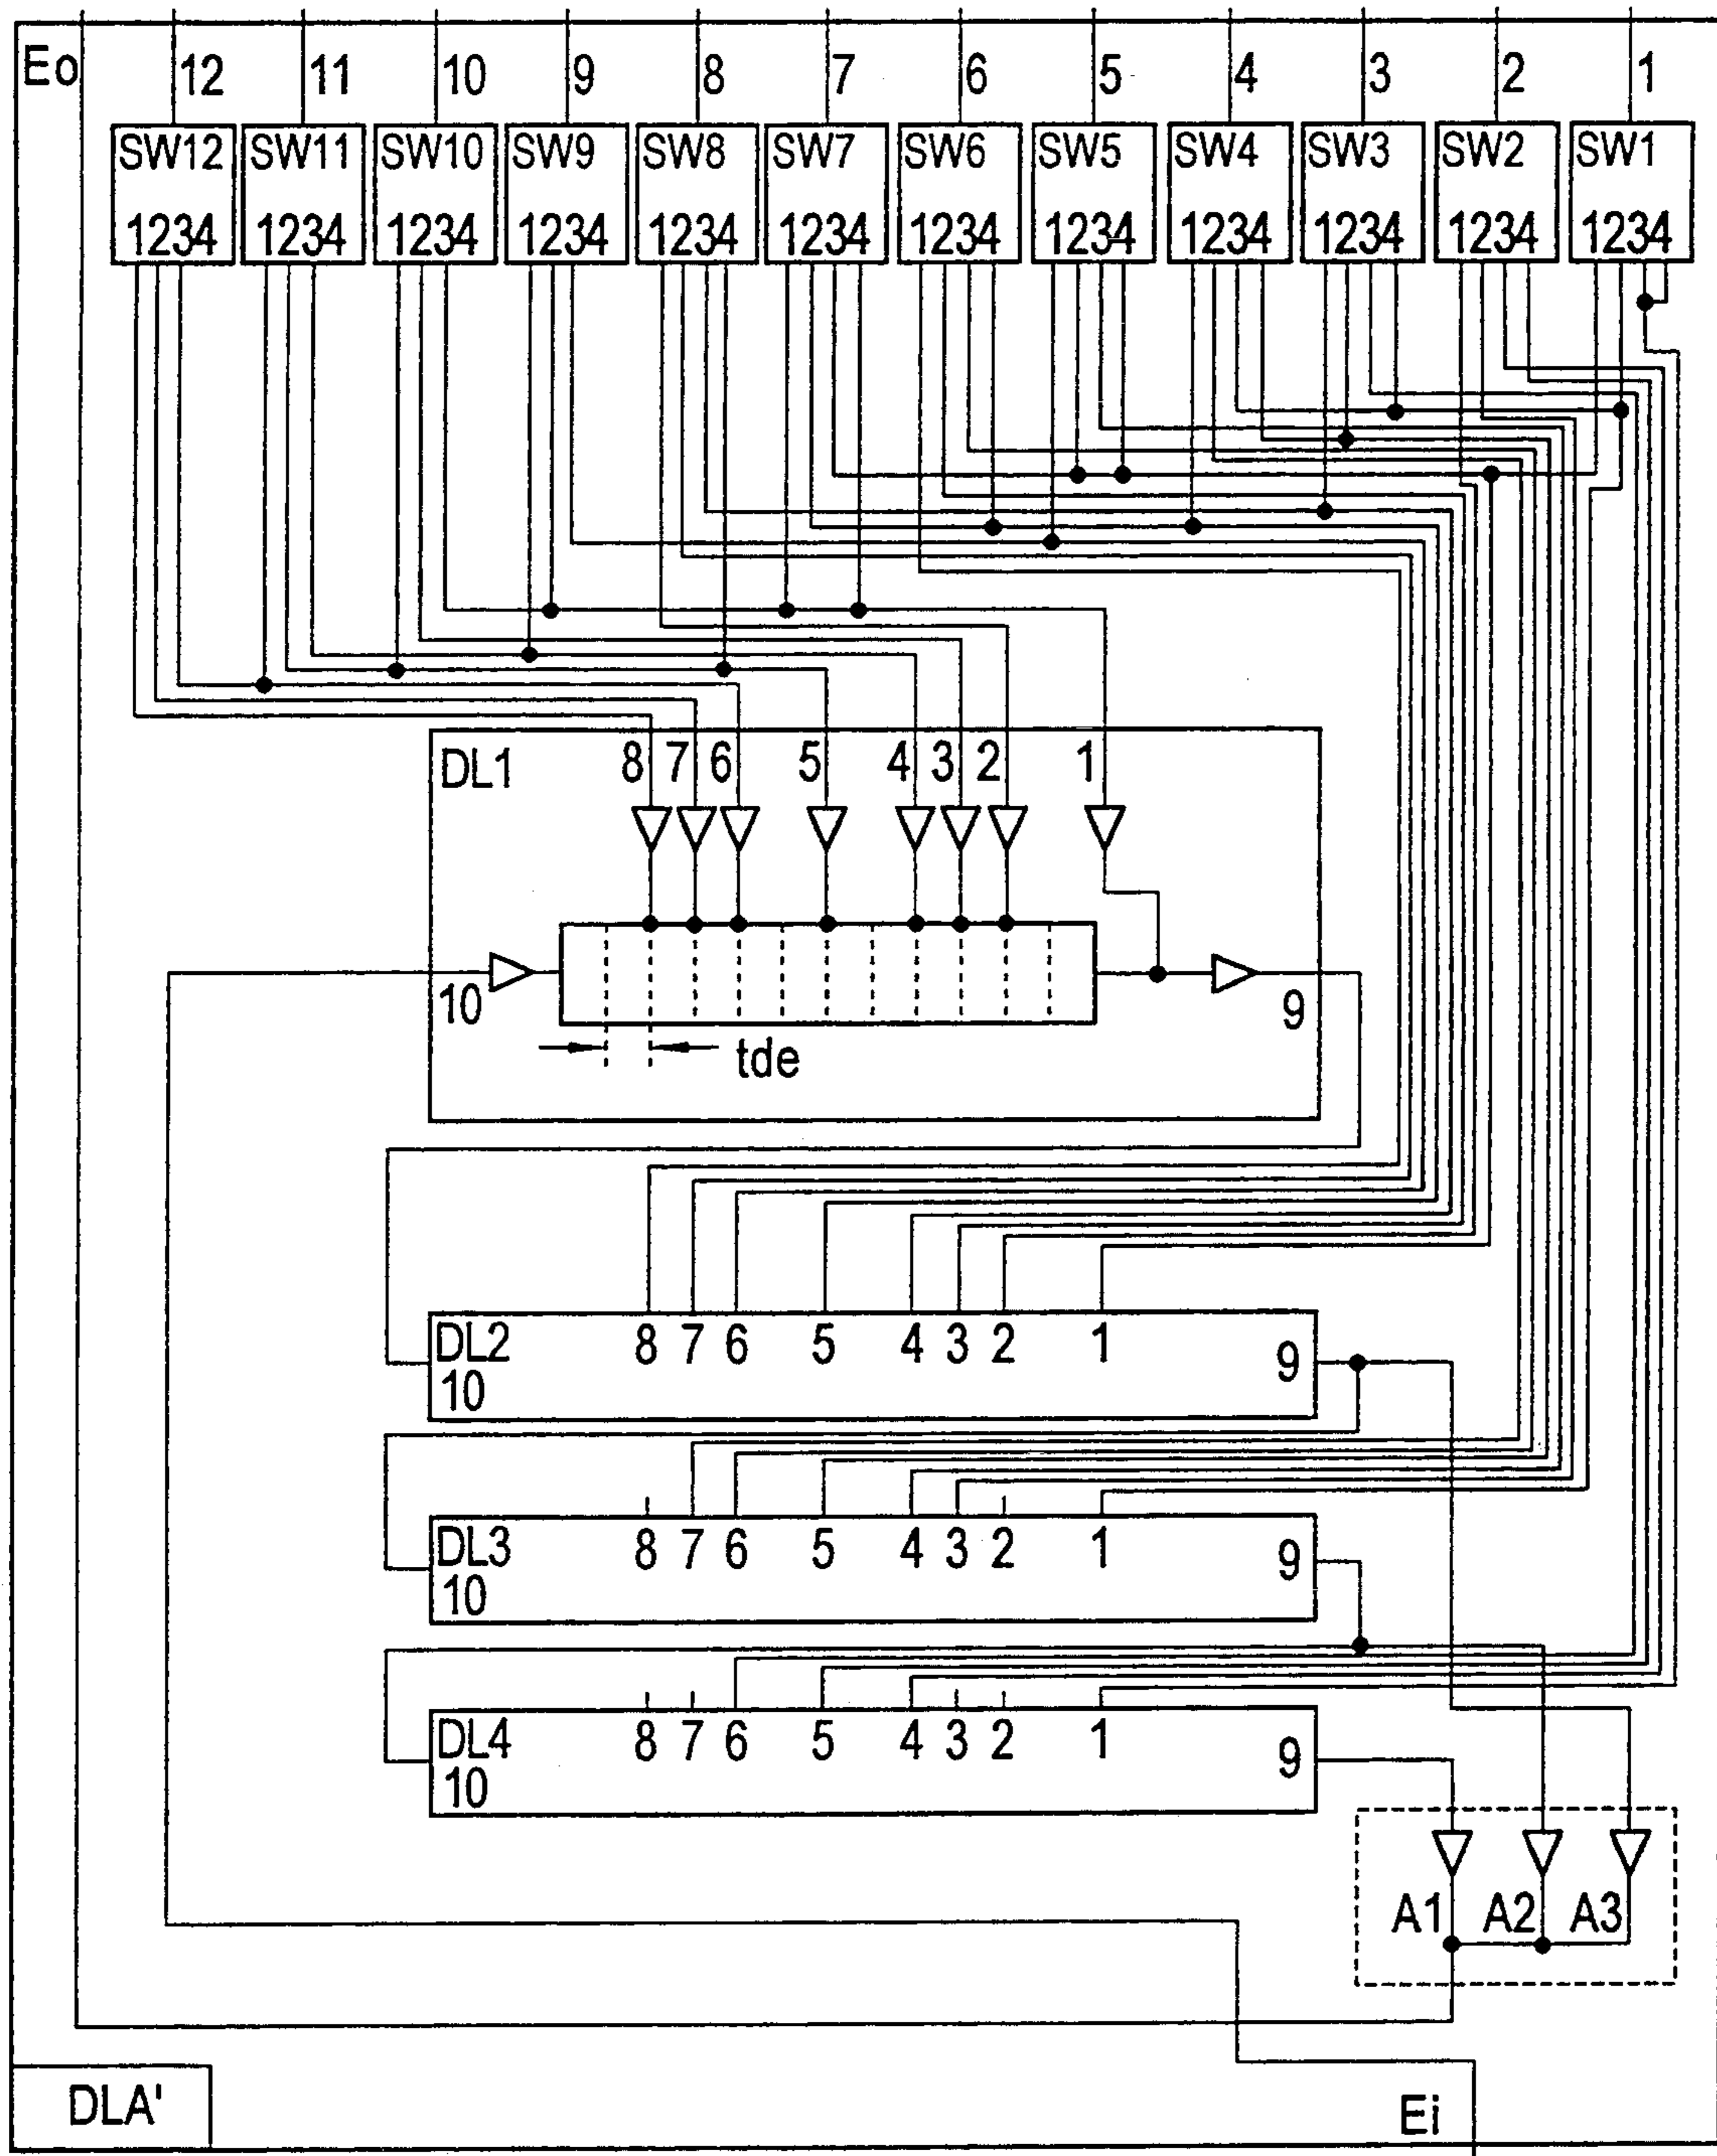 Eo 12 11 10 9 8 7 6 5 4 3 2 1
SW12 SW11 SW10 SW9 SW8 SW7 SW6 SW5 SW4 SW3 SW2 SW1
1234 1234 1234 1234 1234 1234 1234 1234 1234 1234 1234 1234
DL1 8 7 6 5 4 3 2 1
10 9
tde
DL2 8 7 6 5 4 3 2 1 9
10
DL3 8 7 6 5 4 3 2 1 9
10
DL4 8 7 6 5 4 3 2 1 9
10
A1 A2 A3
DLA' Ei